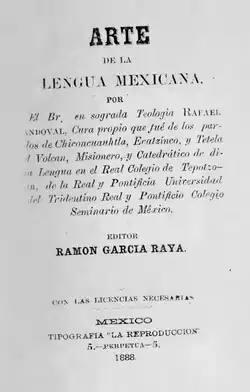 ARTE
DE LA
LENGUA MEXICANA,
POR
El Br. en sagrada Teologia RAFAEL
ANDOVAL, Cura propio que fué de los par-
dos de Chiconcuauhtla, Ecatzinco, y Tetela
l Volcan, Misionero, y Catedrático de di-
a Lengua en el Real Colegio de Tepotzo-
n, de la Real y Pontificia Universidad
del Tridentino Real y Pontificio Colegio
Seminario de México.
EDITOR
RAMON GARCIA RAYA.
CON LAS LICENCIAS NECESARIAS
MEXICO
TIPOGRAFIA "LA REPRODUCCION"
5.—PERPETUA—5.
1888.